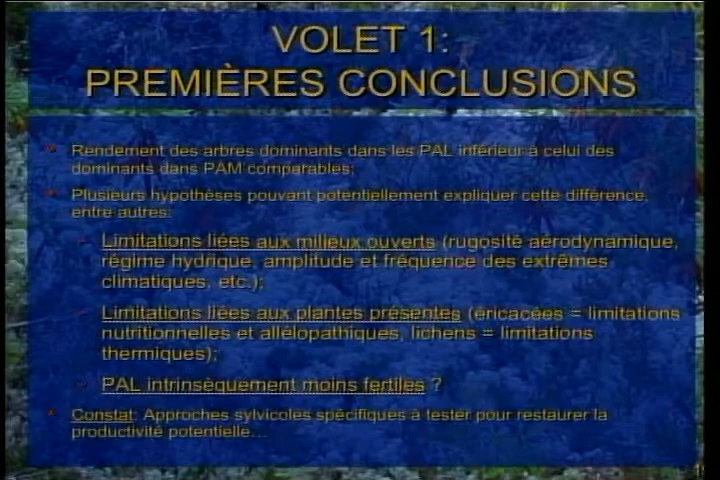 VOLET 1:
PREMIÈRES CONCLUSIONS
Rendement des arbres dominants dans les PAL inférieur à celui des
dominants dans PAM comparables;
Plusieurs hypothèses pouvant potentiellement expliquer cette différence,
entre autres:
– Limitations liées aux milieux ouverts (rugosité aérodynamique,
régime hydrique, amplitude et fréquence des extrêmes
climatiques, etc.);
– Limitations liées aux plantes présentes (éricacées = limitations
nutritionnelles et allélopathiques, lichens = limitations
thermiques);
– PAL intrinsèquement moins fertiles ?
Constat: Approches sylvicoles spécifiques à tester pour restaurer la
productivité potentielle…